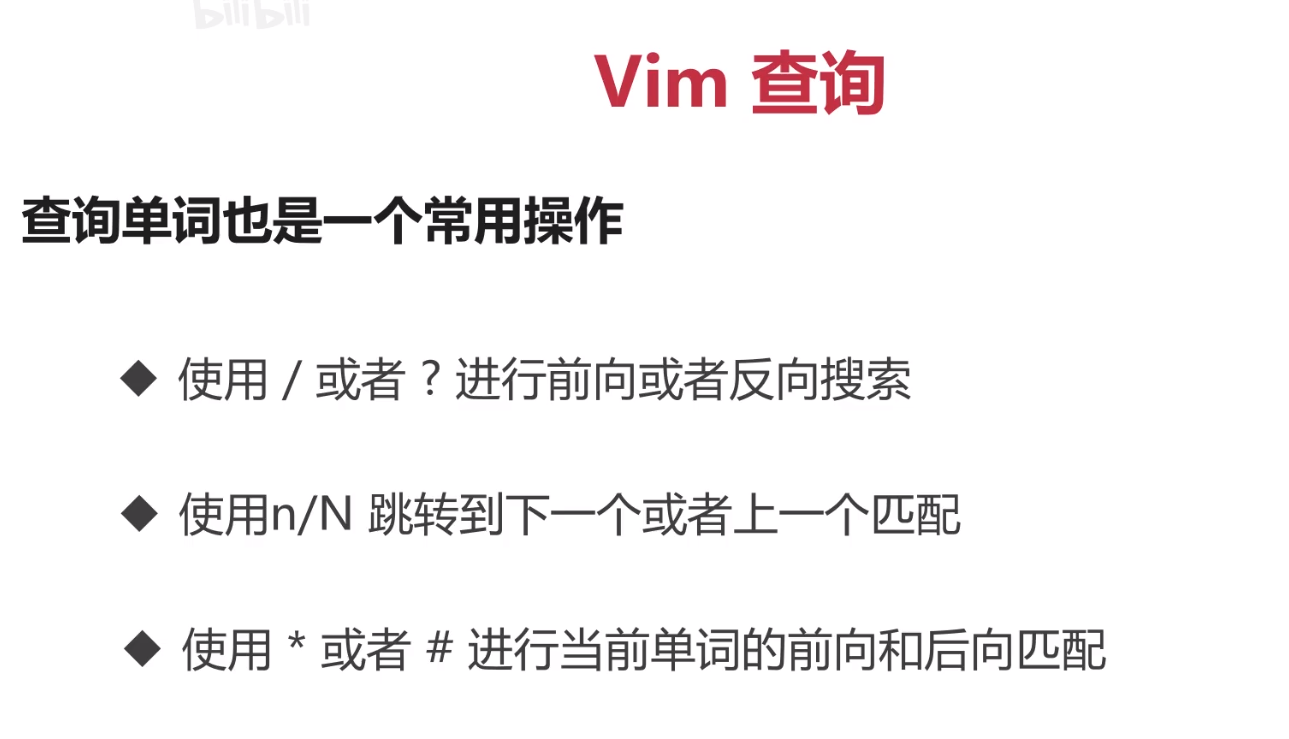 bilibili
Vim 查询
查询单词也是一个常用操作
◆ 使用 / 或者 ? 进行前向或者反向搜索
◆ 使用n/N 跳转到下一个或者上一个匹配
◆ 使用 * 或者 # 进行当前单词的前向和后向匹配